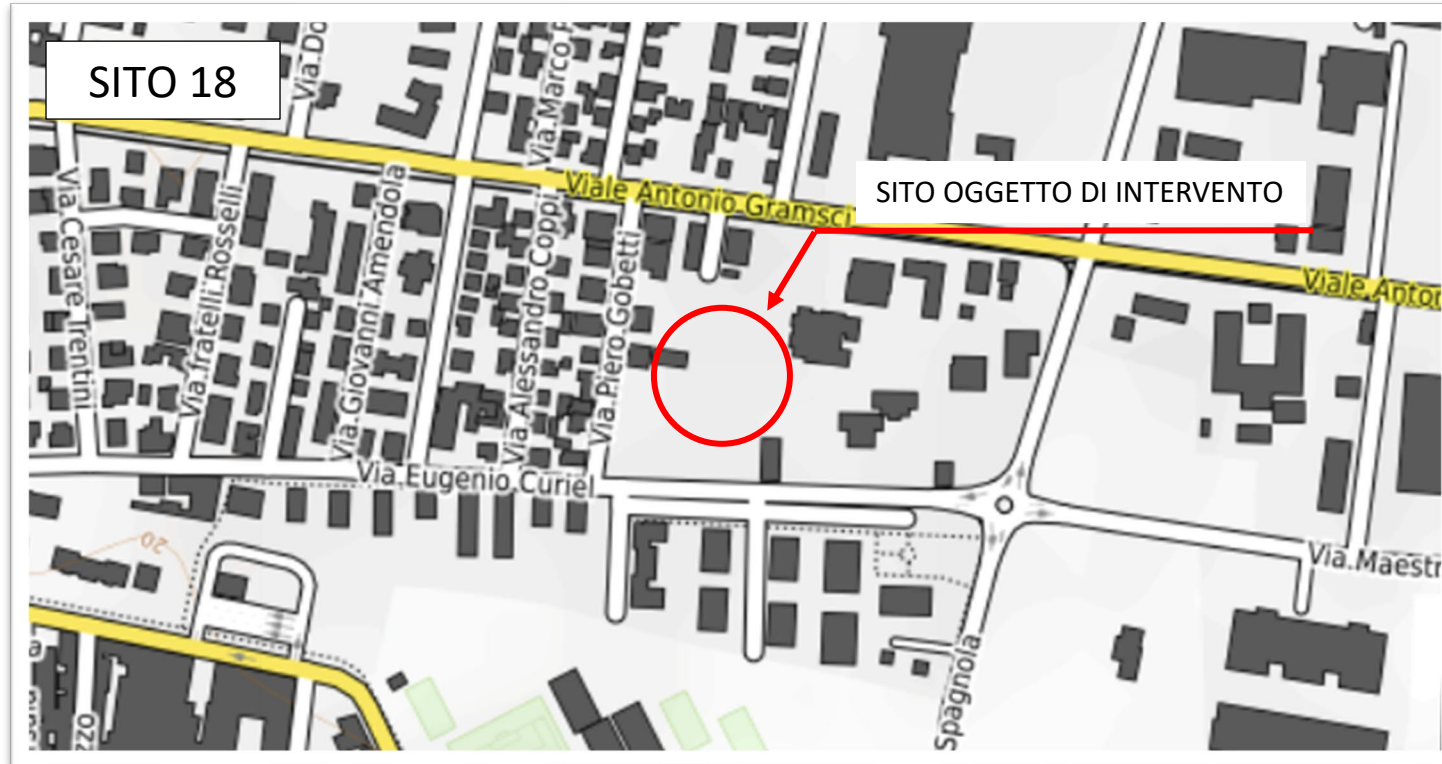 SITO 18
Via Do
Via Marco P
Viale Antonio Gramsci
SITO OGGETTO DI INTERVENTO
Viale Anton
Via Cesare Trentini
Via fratelli Rosselli
Via Giovanni Amendola
Via Alessandro Coppi
Via Piero Gobetti
Via Eugenio Curiel
20
Via Maestr
Spagnola
ozz